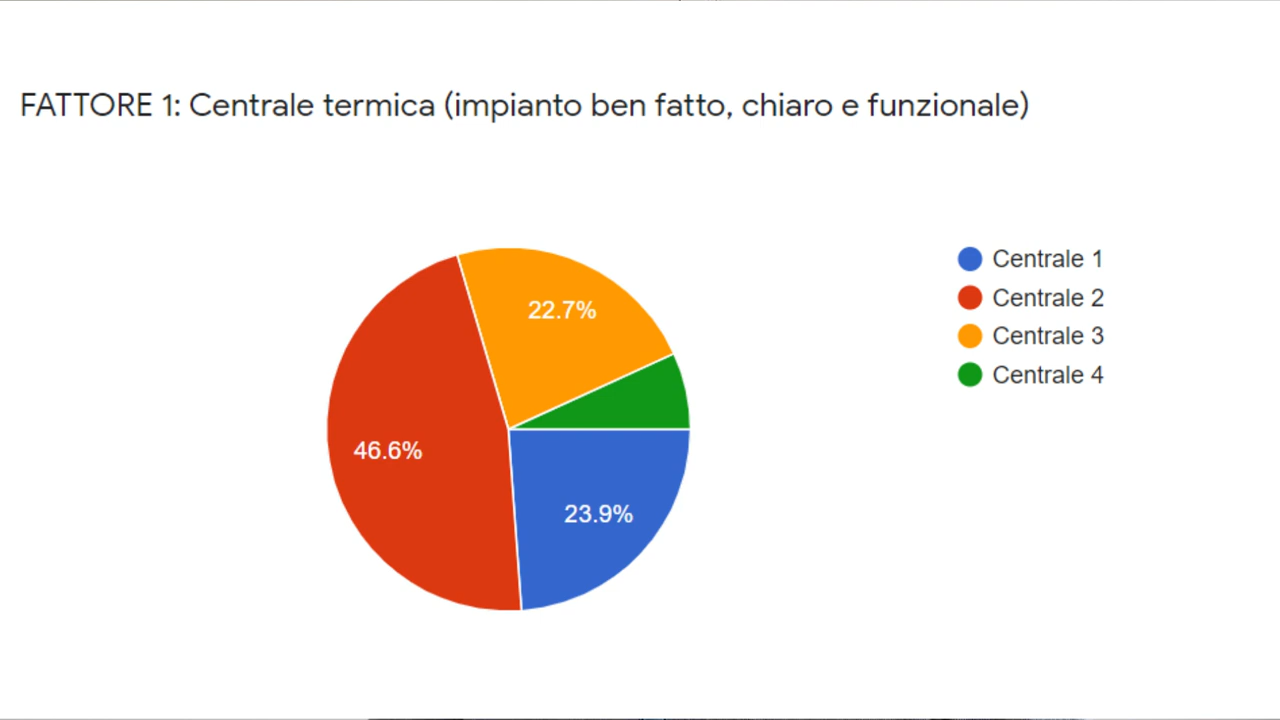 FATTORE 1: Centrale termica (impianto ben fatto, chiaro e funzionale)
Centrale 1
Centrale 2
Centrale 3
Centrale 4
22.7%
46.6%
23.9%